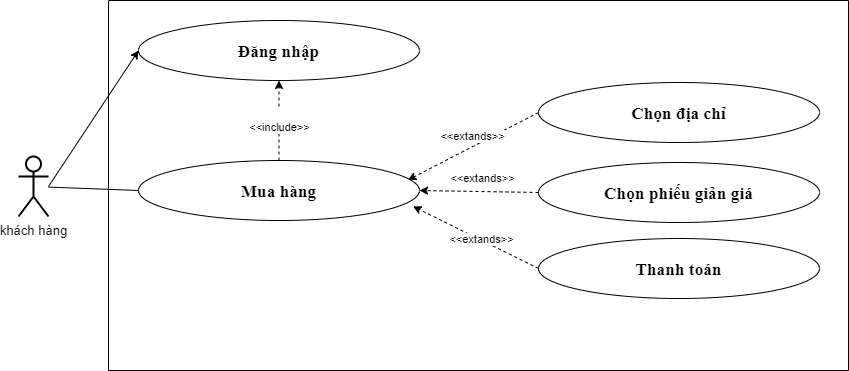 Đăng nhập
<<include>>
Mua hàng
khách hàng
<<extands>>
Chọn địa chỉ
<<extands>>
Chọn phiếu giản giá
<<extands>>
Thanh toán